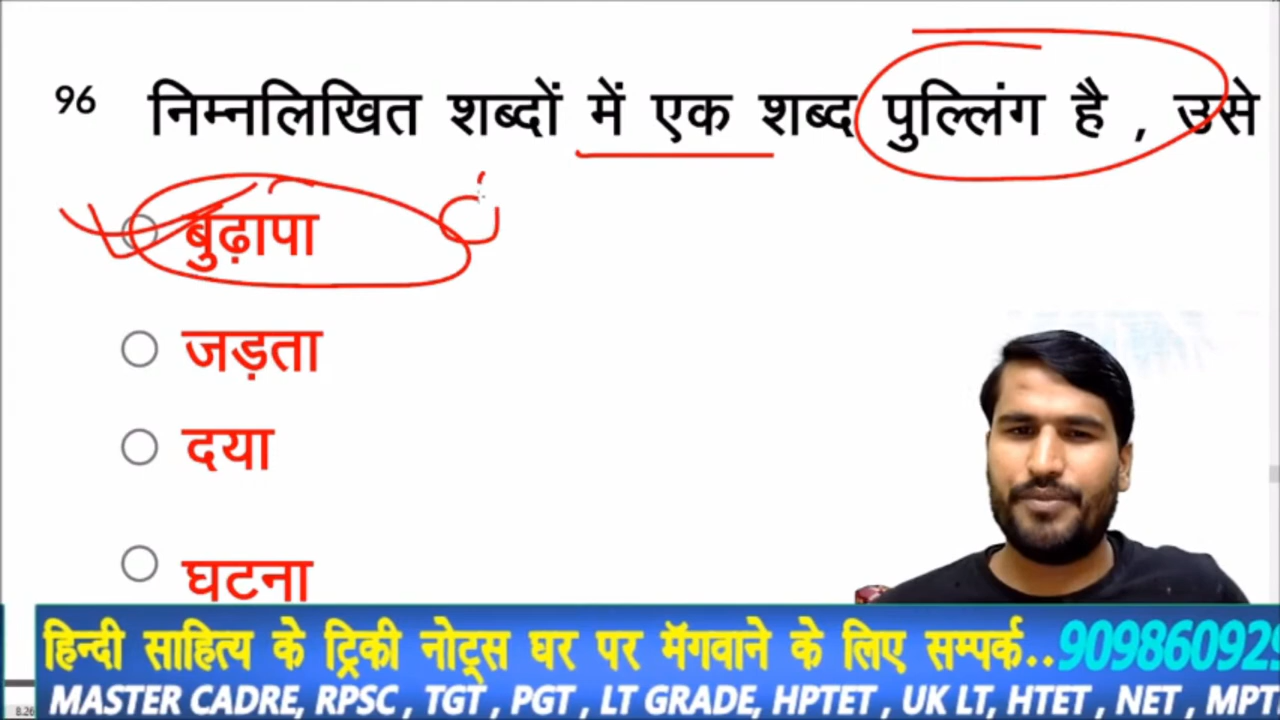 96 निम्नलिखित शब्दों में एक शब्द पुल्लिंग है , उसे
बुढ़ापा
जड़ता
दया
घटना
हिन्दी साहित्य के ट्रिकी नोट्स घर पर मॅगवाने के लिए सम्पर्क..909860929
MASTER CADRE, RPSC , TGT , PGT , LT GRADE, HPTET , UK LT, HTET , NET , MPT